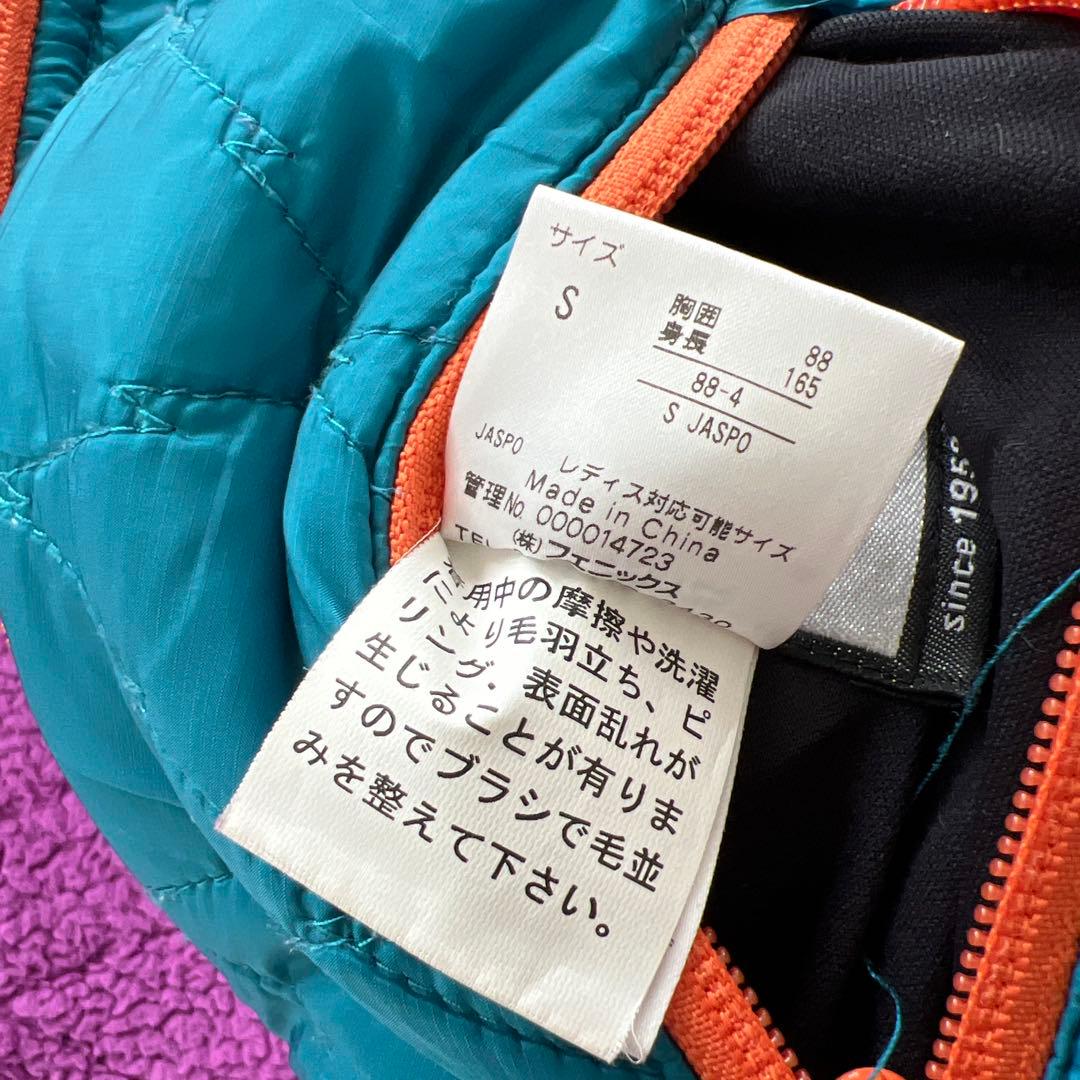 サイズ
S
胸囲 88
身長 165
88-4
S JASPO
JASPO レディス対応可能サイズ
Made in China
管理No. 000014723
(株)フェニックス
TEL
用中の摩擦や洗濯
により毛羽立ち、ピ
リング、表面乱れが
生じることが有りま
すのでブラシで毛並
みを整えて下さい。
since 195